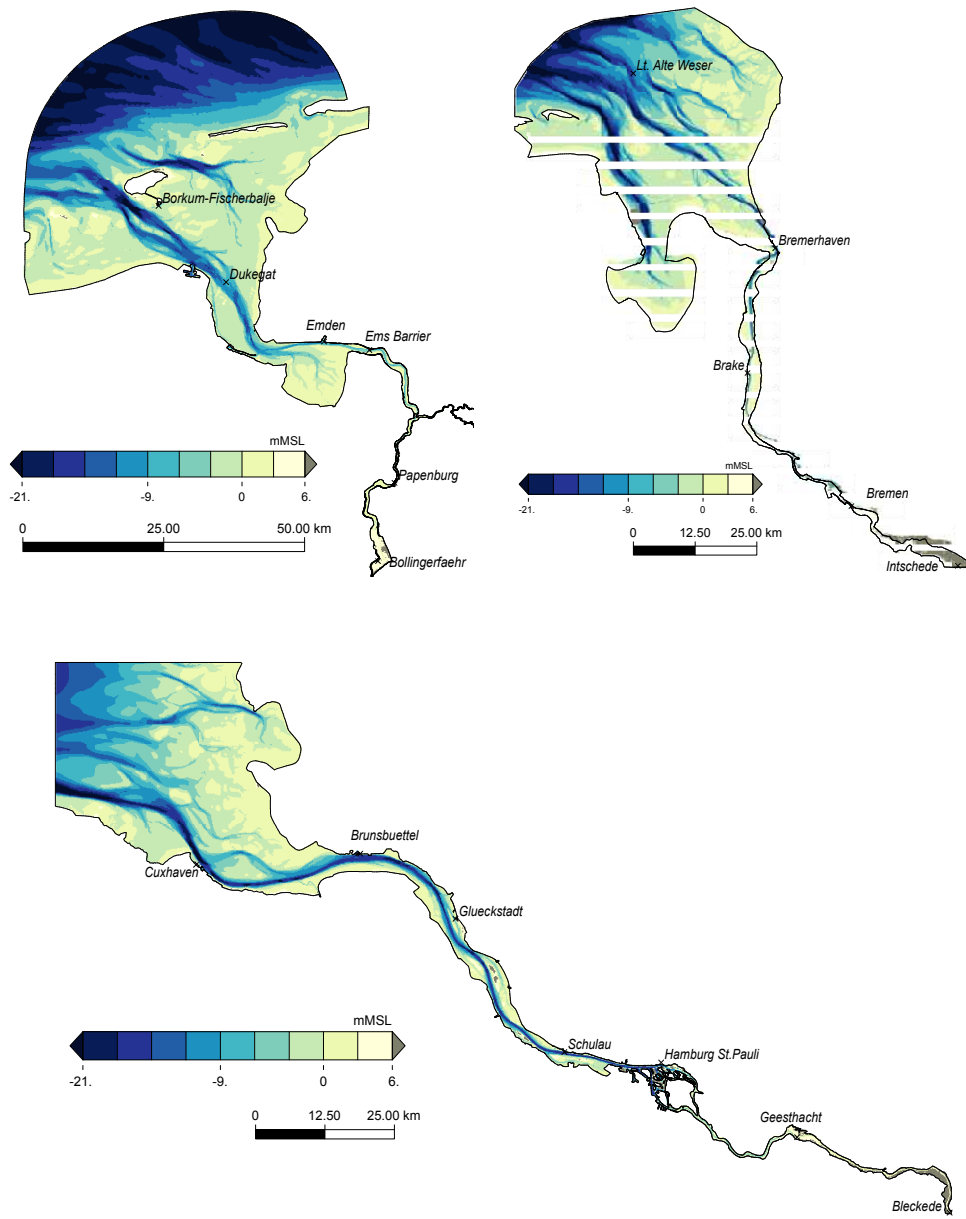 Borkum-Fischerbalje
Dukegat
Emden
Ems Barrier
Papenburg
Bollingerfaehr
mMSL
-21. -9. 0 6.
0 25.00 50.00 km
Lt. Alte Weser
Bremerhaven
Brake
Bremen
Intschede
mMSL
-21. -9. 0 6.
0 12.50 25.00 km
Brunsbuettel
Cuxhaven
Glueckstadt
Schulau
Hamburg St.Pauli
Geesthacht
Bleckede
mMSL
-21. -9. 0 6.
0 12.50 25.00 km